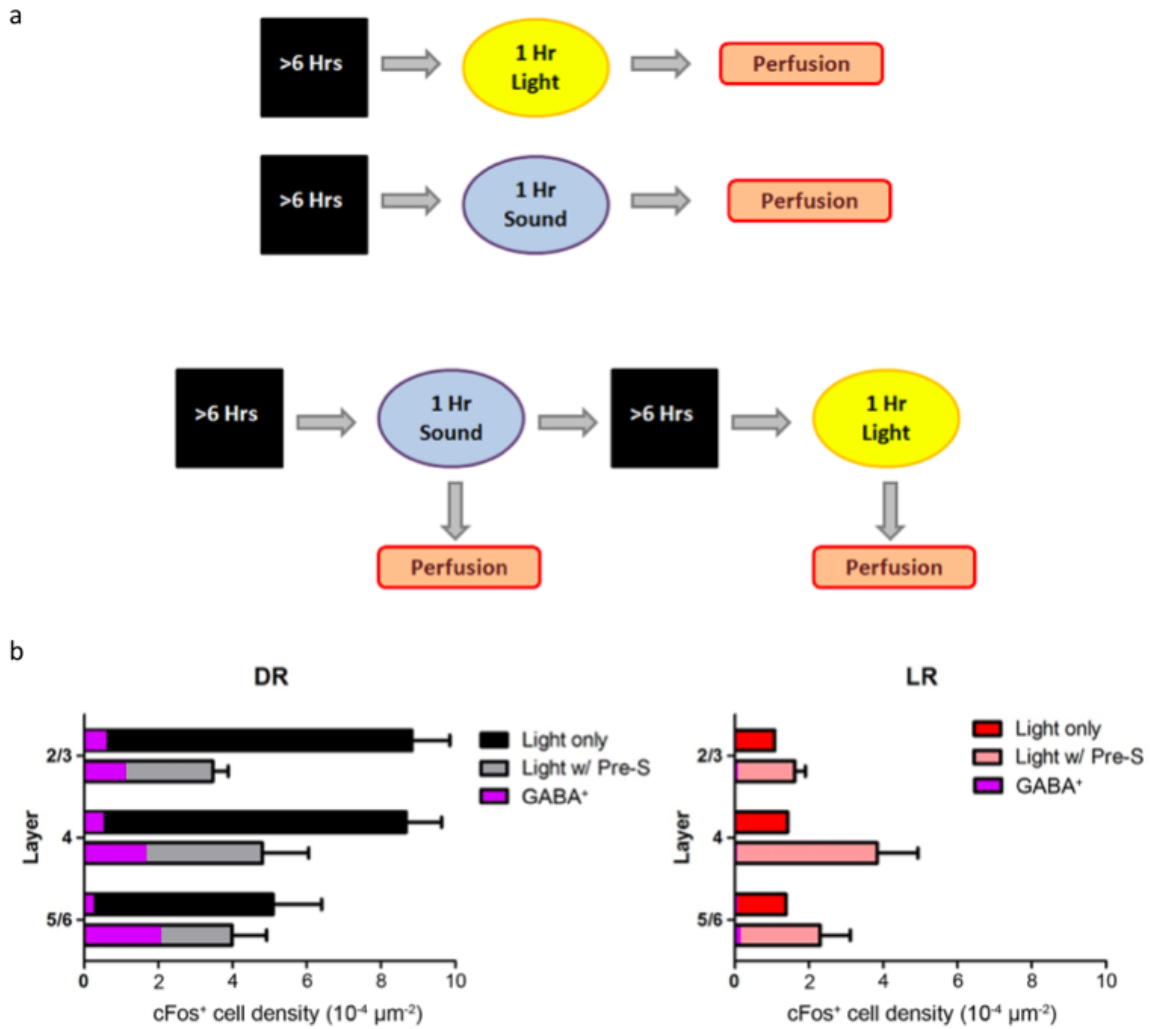 a
>6 Hrs
1 Hr
Light
Perfusion
>6 Hrs
1 Hr
Sound
Perfusion
>6 Hrs
1 Hr
Sound
>6 Hrs
1 Hr
Light
Perfusion
Perfusion
b
DR
Layer
2/3
4
5/6
0 2 4 6 8 10
cFos⁺ cell density (10⁻⁴ µm⁻²)
Light only
Light w/ Pre-S
GABA⁺
LR
Layer
2/3
4
5/6
0 2 4 6 8 10
cFos⁺ cell density (10⁻⁴ µm⁻²)
Light only
Light w/ Pre-S
GABA⁺